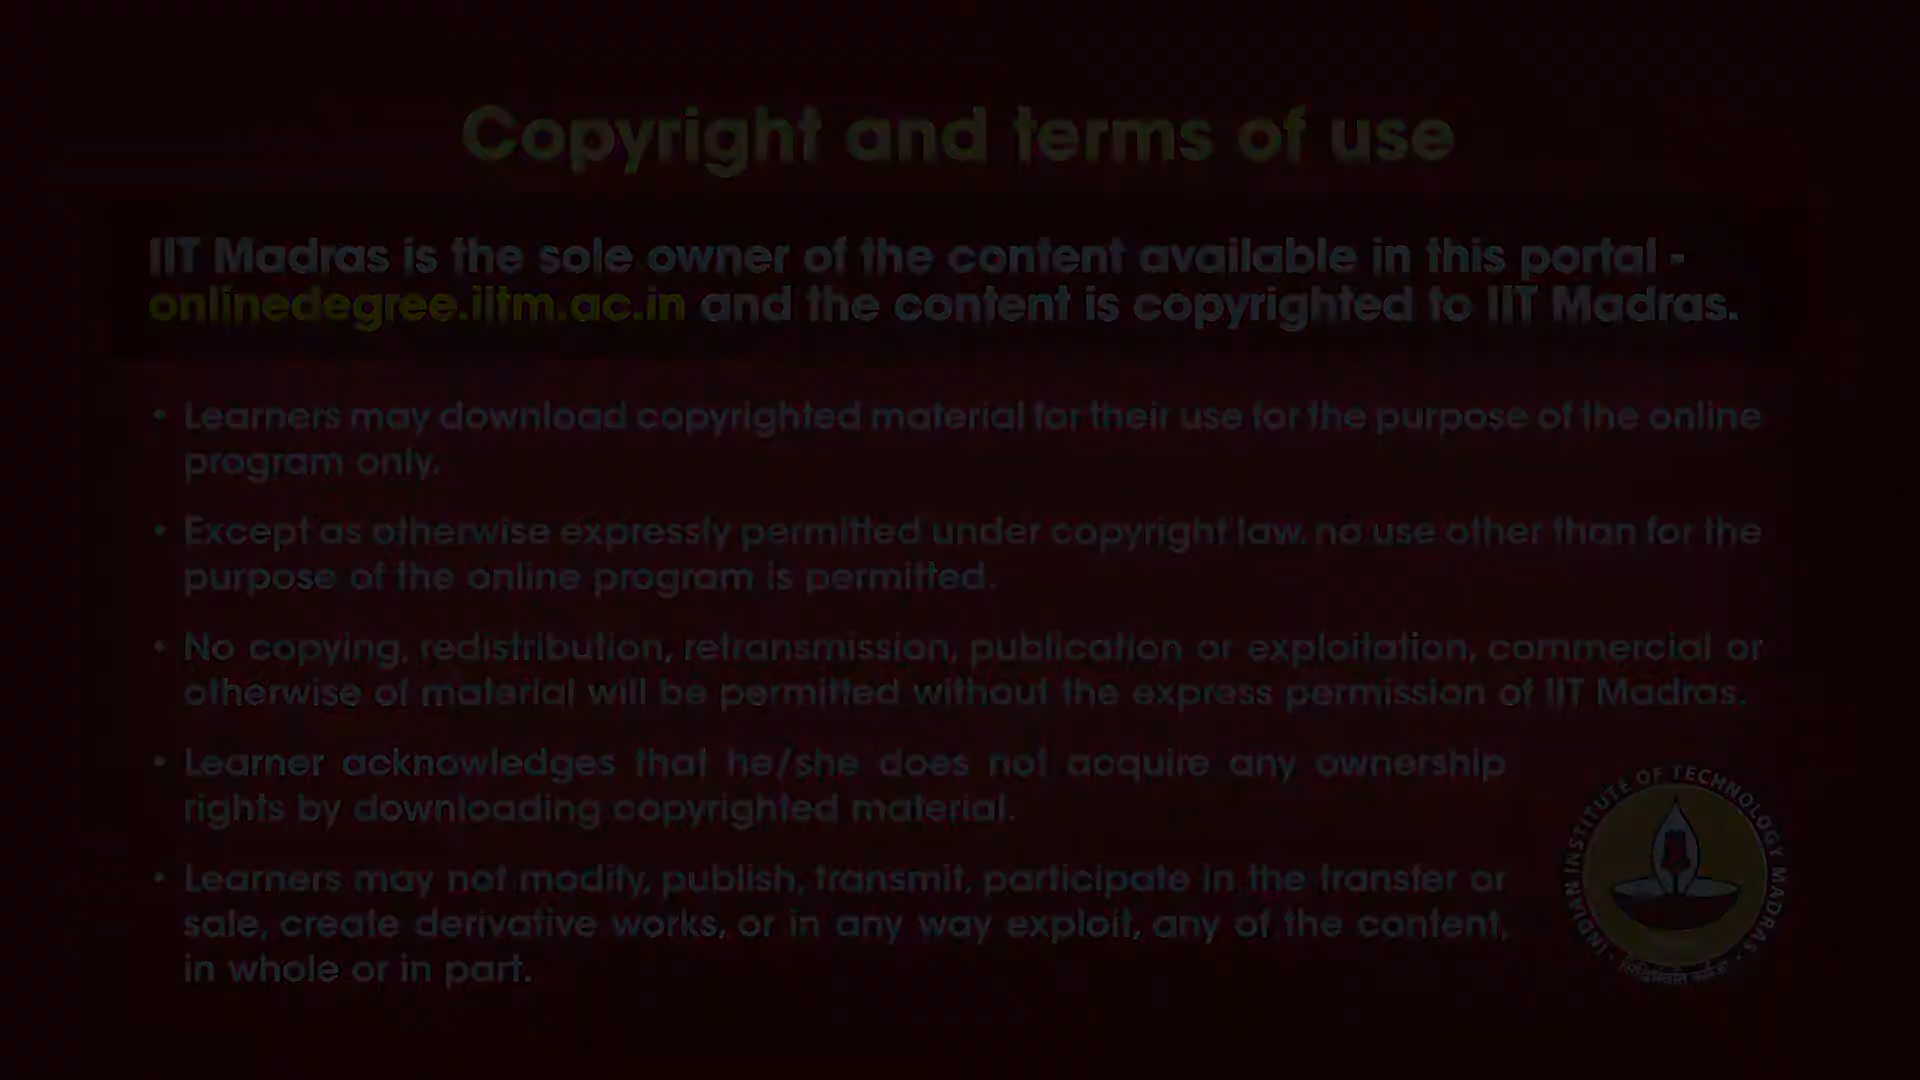 Copyright and terms of use
IIT Madras is the sole owner of the content available in this portal -
onlinedegree.iitm.ac.in and the content is copyrighted to IIT Madras.
• Learners may download copyrighted material for their use for the purpose of the online
program only.
• Except as otherwise expressly permitted under copyright law, no use other than for the
purpose of the online program is permitted.
• No copying, redistribution, retransmission, publication or exploitation, commercial or
otherwise of material will be permitted without the express permission of IIT Madras.
• Learner acknowledges that he/she does not acquire any ownership
rights by downloading copyrighted material.
• Learners may not modify, publish, transmit, participate in the transfer or
sale, create derivative works, or in any way exploit, any of the content,
in whole or in part.
INDIAN INSTITUTE OF TECHNOLOGY MADRAS